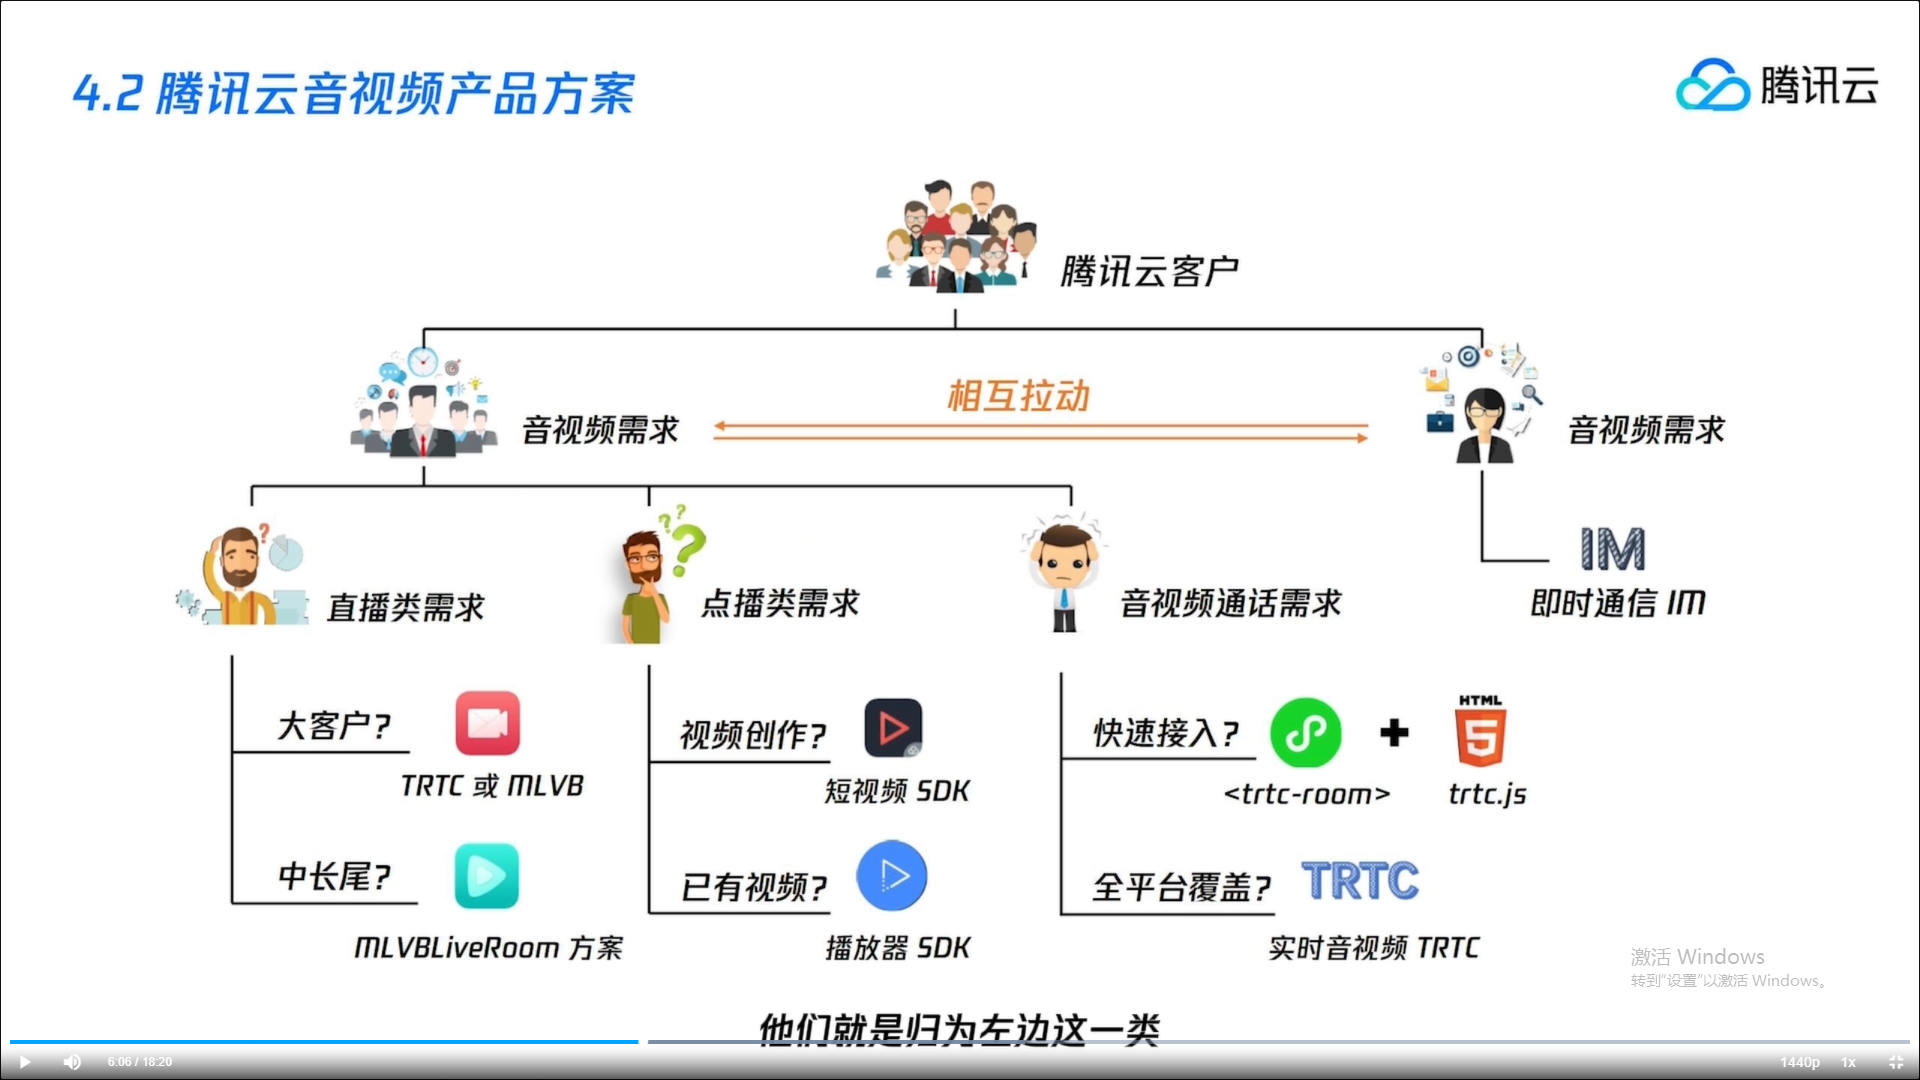 4.2 腾讯云音视频产品方案
腾讯云
腾讯云客户
相互拉动
音视频需求
音视频需求
IM
即时通信 IM
直播类需求
点播类需求
音视频通话需求
大客户?
TRTC 或 MLVB
中长尾?
MLVBLiveRoom 方案
视频创作?
短视频 SDK
已有视频?
播放器 SDK
快速接入?
HTML
5
<trtc-room>
trtc.js
全平台覆盖?
TRTC
实时音视频 TRTC
激活 Windows
转到“设置”以激活 Windows。
他们就是归为左边这一类
6:06 / 18:20
1440p
1x